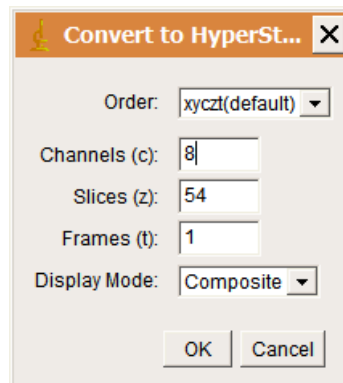 Convert to HyperSt...
Order: xyczt(default)
Channels (c): 8
Slices (z): 54
Frames (t): 1
Display Mode: Composite
OK Cancel